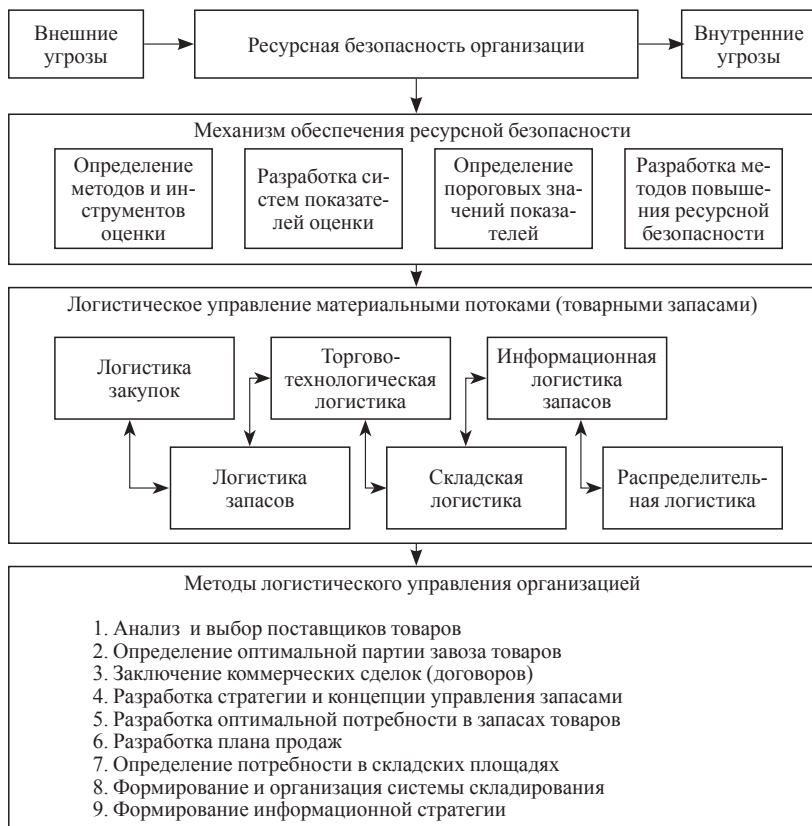 Внешние
угрозы
Ресурсная безопасность организации
Внутренние
угрозы
Механизм обеспечения ресурсной безопасности
Определение
методов и ин-
струментов
оценки
Разработка си-
стем показате-
лей оценки
Определение
пороговых зна-
чений показа-
телей
Разработка ме-
тодов повыше-
ния ресурсной
безопасности
Логистическое управление материальными потоками (товарными запасами)
Логистика
закупок
Торгово-
технологическая
логистика
Информационная
логистика
запасов
Логистика
запасов
Складская
логистика
Распределитель-
ная логистика
Методы логистического управления организацией
1. Анализ и выбор поставщиков товаров
2. Определение оптимальной партии завоза товаров
3. Заключение коммерческих сделок (договоров)
4. Разработка стратегии и концепции управления запасами
5. Разработка оптимальной потребности в запасах товаров
6. Разработка плана продаж
7. Определение потребности в складских площадях
8. Формирование и организация системы складирования
9. Формирование информационной стратегии